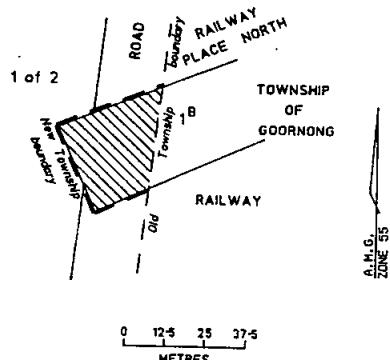 ROAD
boundary
RAILWAY
PLACE NORTH
1 of 2
TOWNSHIP
OF
GOORNONG
1B
Township
New Township
boundary
RAILWAY
Old
A.M.G.
ZONE 55
0 12·5 25 37·5
METRES